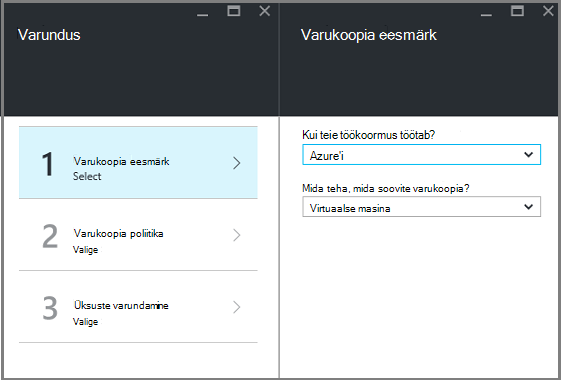 Varundus
1
Varukoopia eesmärk
Select
2
Varukoopia poliitika
Valige
3
Üksuste varundamine
Valige
Varukoopia eesmärk
Kui teie töökoormus töötab?
Azure'i
Mida teha, mida soovite varukoopia?
Virtuaalse masina